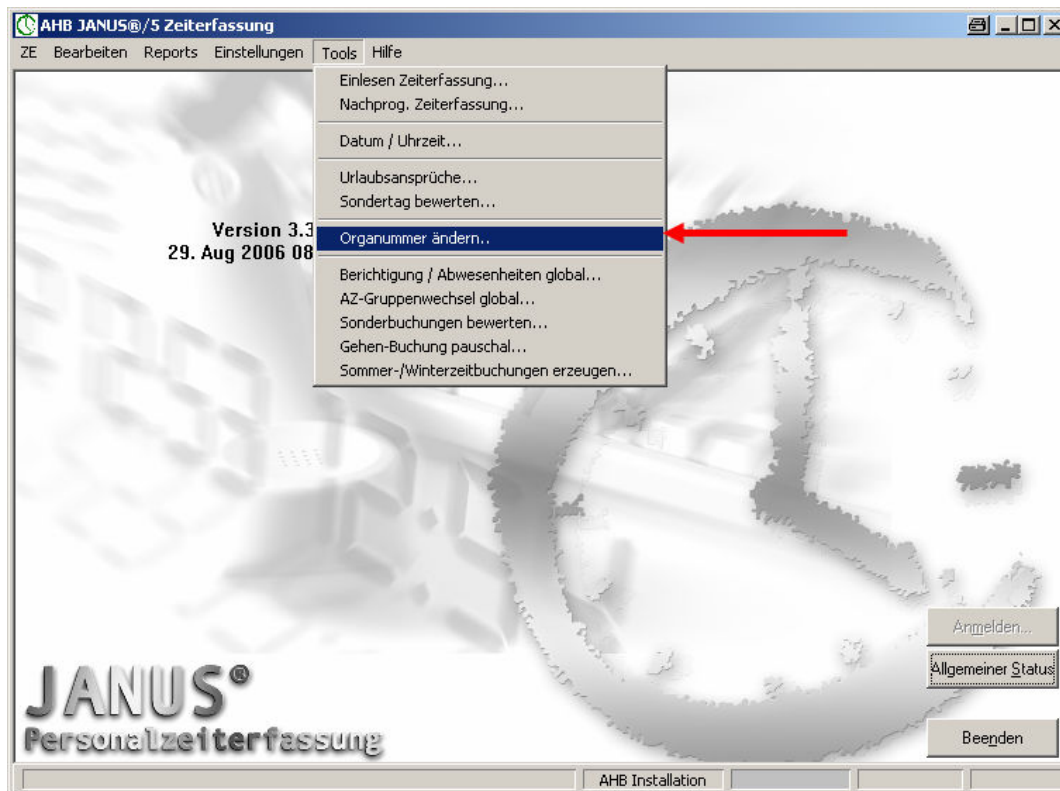 AHB JANUS®/5 Zeiterfassung
ZE Bearbeiten Reports Einstellungen Tools Hilfe
Einlesen Zeiterfassung...
Nachprog. Zeiterfassung...
Datum / Uhrzeit...
Urlaubsansprüche...
Sondertag bewerten...
Version 3.3
Organummer ändern..
29. Aug 2006 08
Berichtigung / Abwesenheiten global...
AZ-Gruppenwechsel global...
Sonderbuchungen bewerten...
Gehen-Buchung pauschal...
Sommer-/Winterzeitbuchungen erzeugen...
Anmelden...
Allgemeiner Status
JANUS®
Personalzeiterfassung
Beenden
AHB Installation